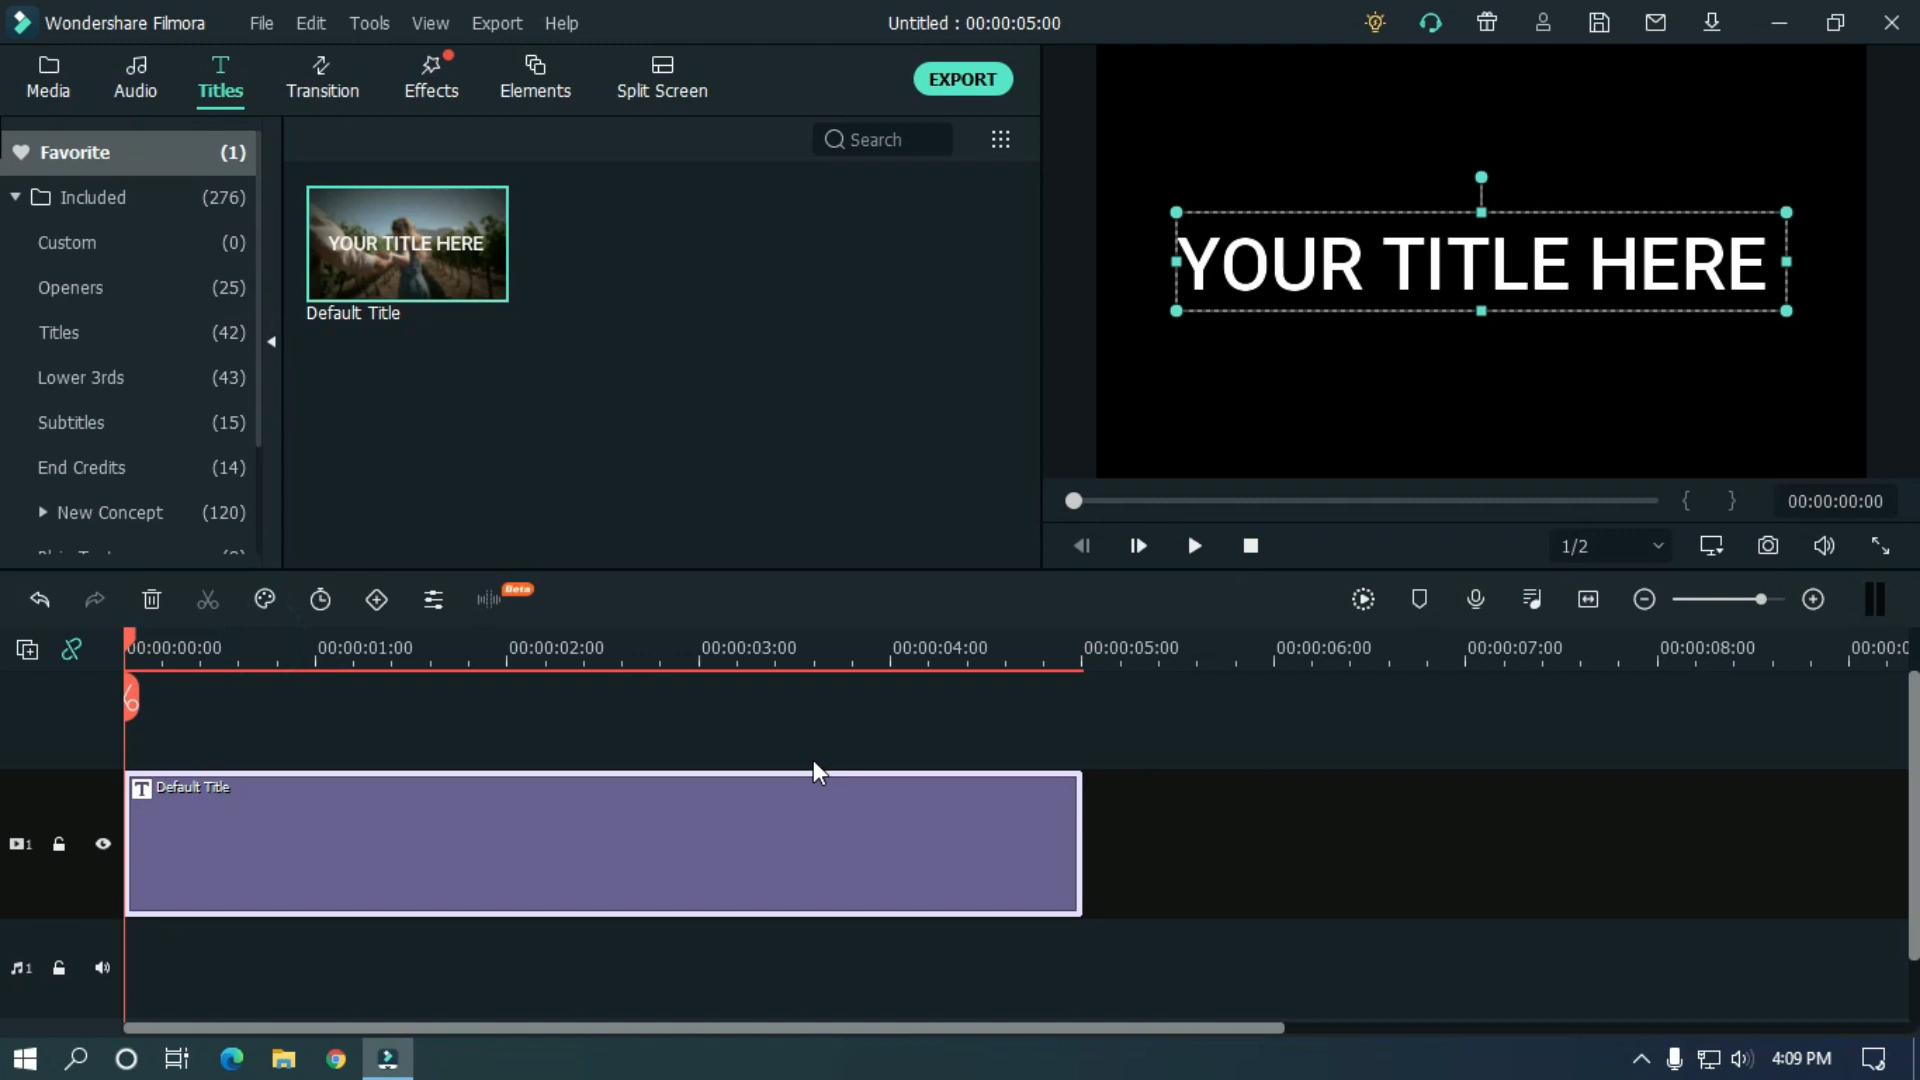 Wondershare Filmora File Edit Tools View Export Help Untitled : 00:00:05:00
Media Audio Titles Transition Effects Elements Split Screen EXPORT
Search
Favorite (1)
Included (276)
Custom (0)
Openers (25)
Titles (42)
Lower 3rds (43)
Subtitles (15)
End Credits (14)
New Concept (120)
YOUR TITLE HERE
Default Title
YOUR TITLE HERE
{ } 00:00:00:00
1/2
Beta
00:00:00:00 00:00:01:00 00:00:02:00 00:00:03:00 00:00:04:00 00:00:05:00 00:00:06:00 00:00:07:00 00:00:08:00 00:00:0
T Default Title
1
1
4:09 PM